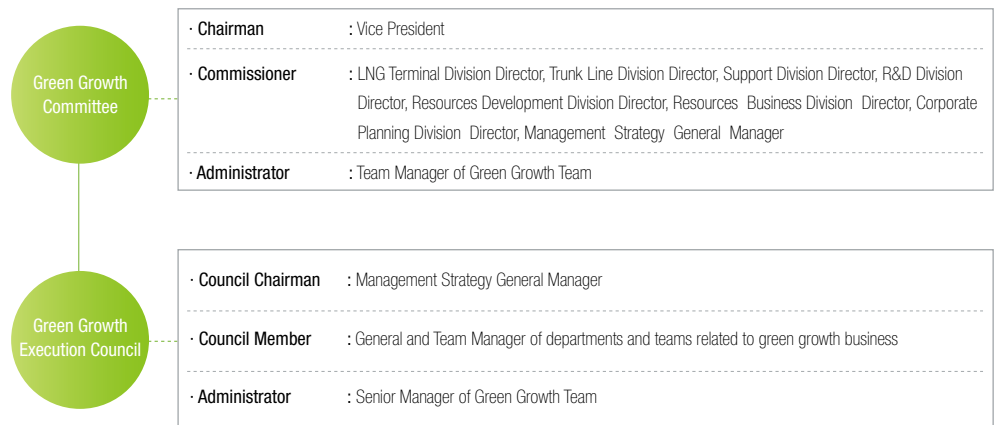 Green Growth
Committee
· Chairman : Vice President
· Commissioner : LNG Terminal Division Director, Trunk Line Division Director, Support Division Director, R&D Division
Director, Resources Development Division Director, Resources Business Division Director, Corporate
Planning Division Director, Management Strategy General Manager
· Administrator : Team Manager of Green Growth Team
Green Growth
Execution Council
· Council Chairman : Management Strategy General Manager
· Council Member : General and Team Manager of departments and teams related to green growth business
· Administrator : Senior Manager of Green Growth Team